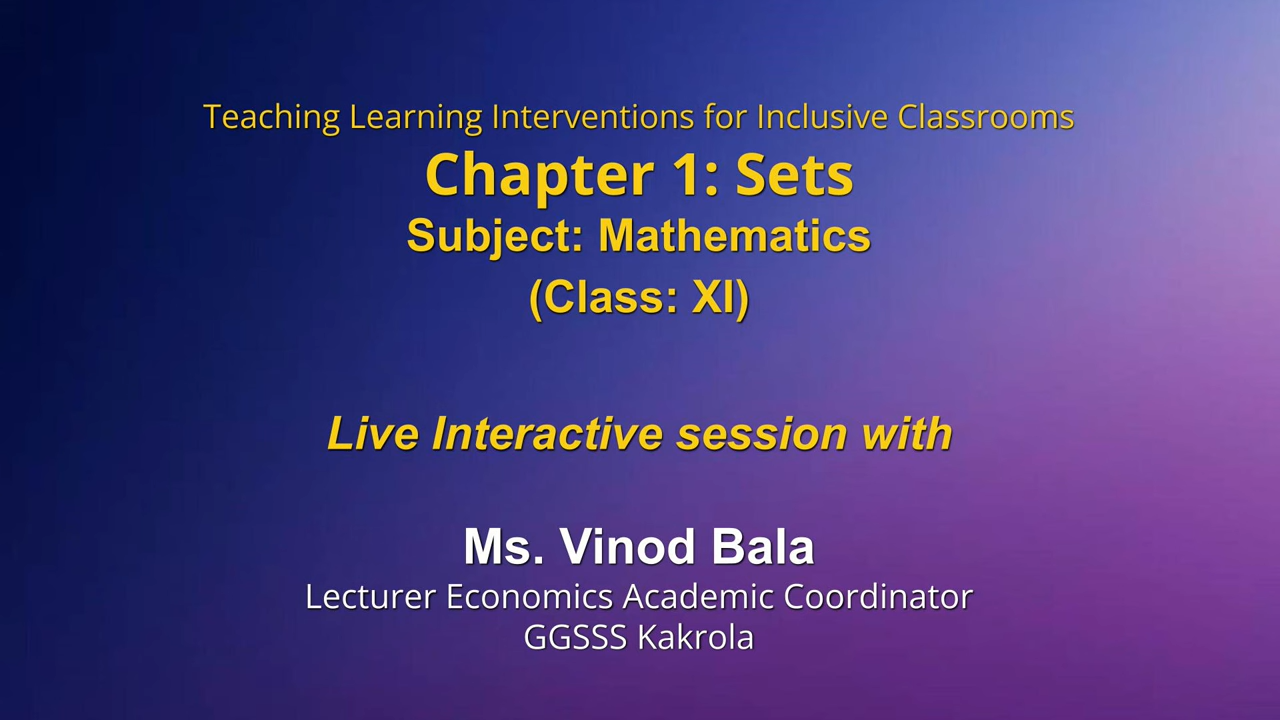 Teaching Learning Interventions for Inclusive Classrooms
Chapter 1: Sets
Subject: Mathematics
(Class: XI)
Live Interactive session with
Ms. Vinod Bala
Lecturer Economics Academic Coordinator
GGSSS Kakrola